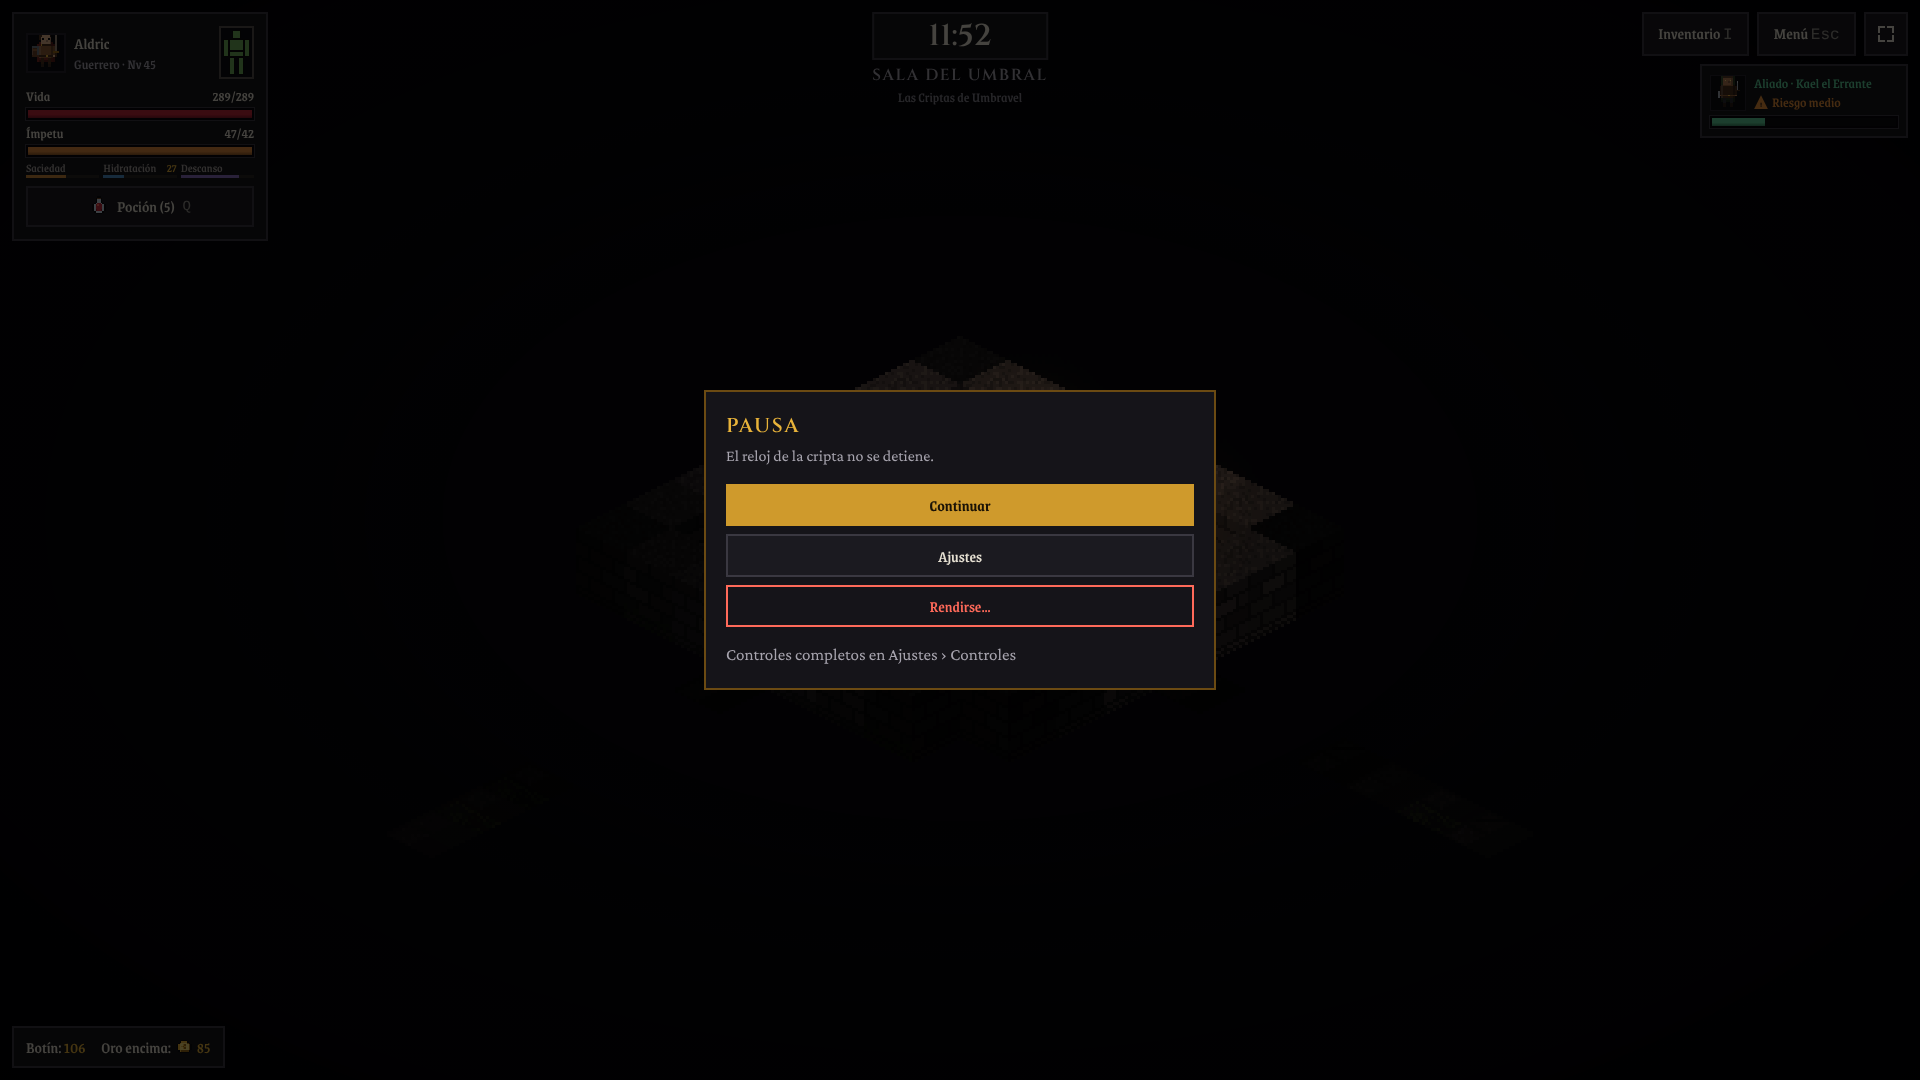 Aldric
Guerrero · Nv 45
Vida 289/289
Ímpetu 47/42
Saciedad Hidratación 27 Descanso
Poción (5) Q
11:52
SALA DEL UMBRAL
Las Criptas de Umbravel
Inventario I Menú Esc
Aliado · Kael el Errante
Riesgo medio
PAUSA
El reloj de la cripta no se detiene.
Continuar
Ajustes
Rendirse...
Controles completos en Ajustes › Controles
Botín: 106 Oro encima: 85